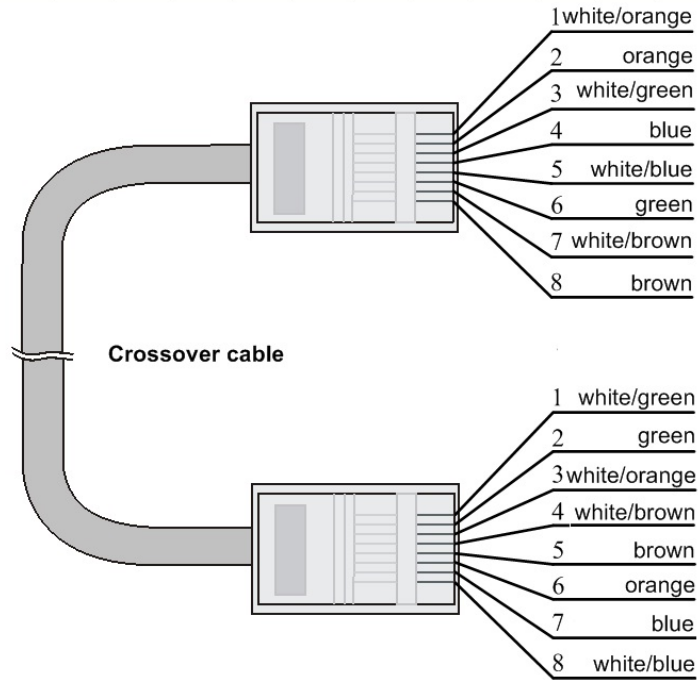 1 white/orange
2 orange
3 white/green
4 blue
5 white/blue
6 green
7 white/brown
8 brown
Crossover cable
1 white/green
2 green
3 white/orange
4 white/brown
5 brown
6 orange
7 blue
8 white/blue